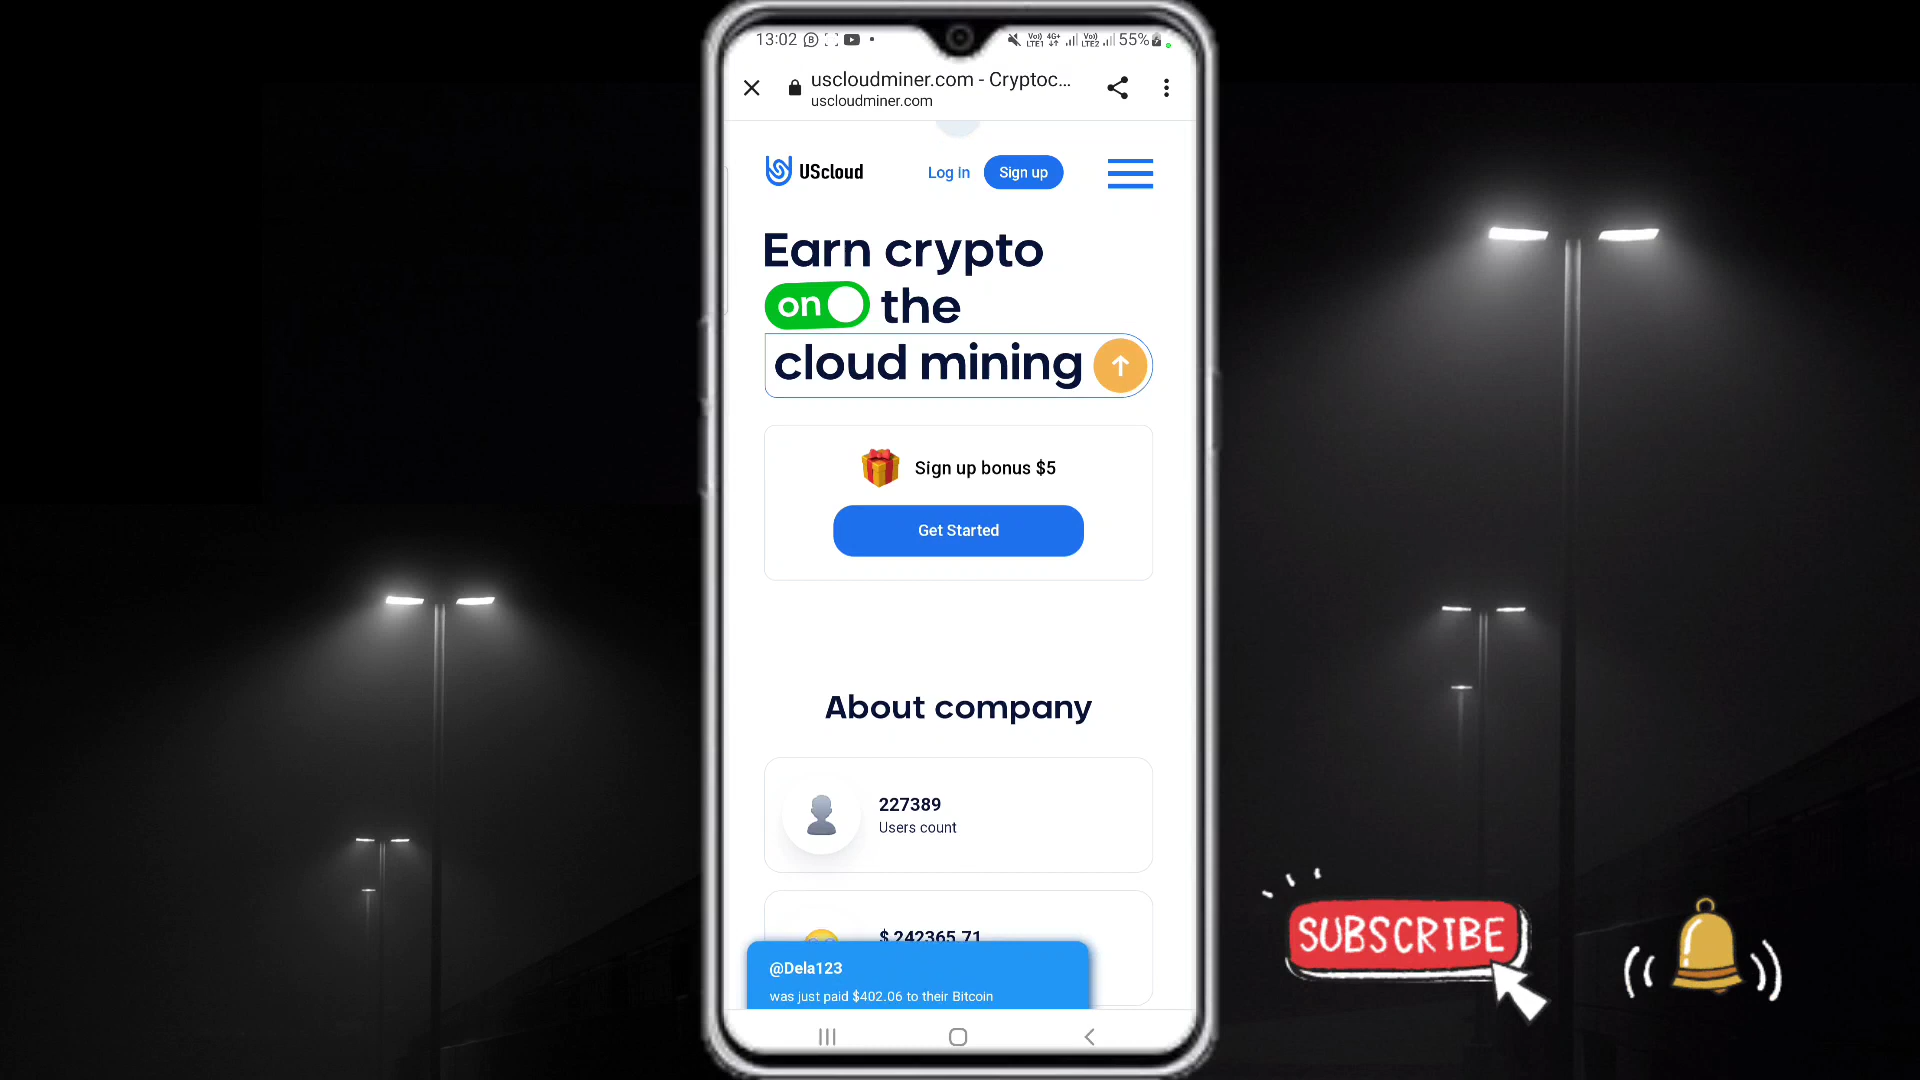 13:02 55%
uscloudminer.com - Cryptoc...
uscloudminer.com
UScloud Log in Sign up
Earn crypto
on the
cloud mining
Sign up bonus $5
Get Started
About company
227389
Users count
$ 242365.71
@Dela123
was just paid $402.06 to their Bitcoin
SUBSCRIBE